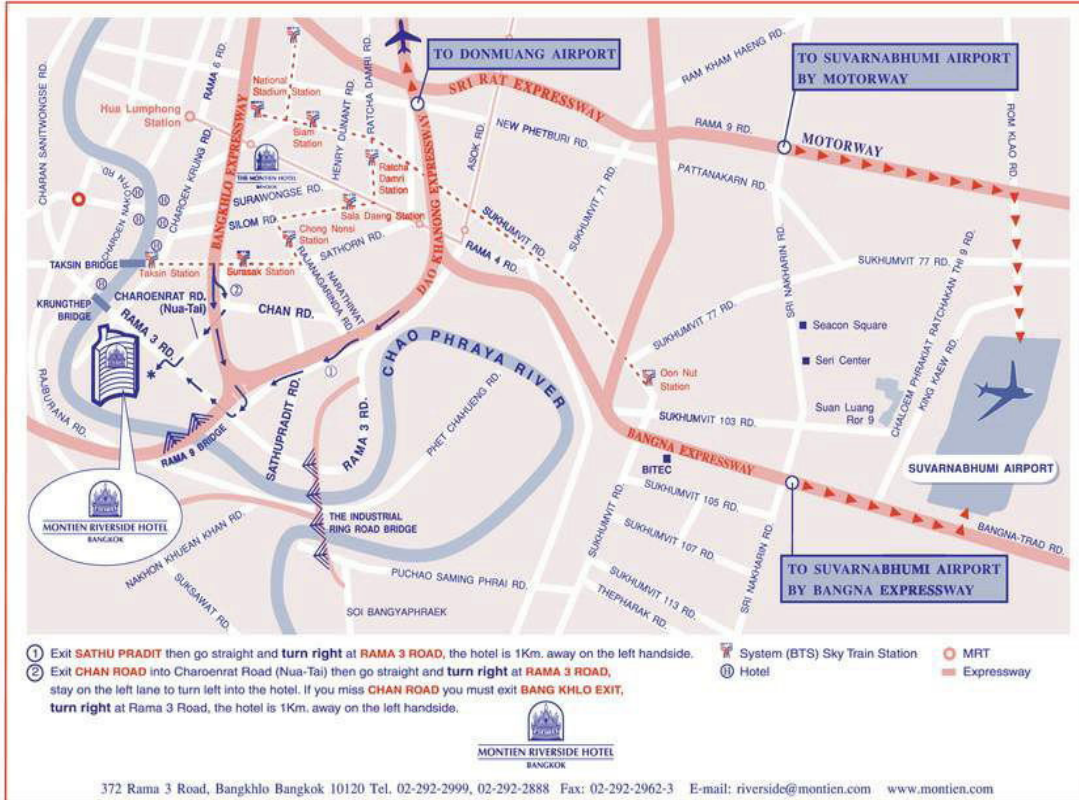 TO DONMUANG AIRPORT
TO SUVARNABHUMI AIRPORT
BY MOTORWAY
RAM KHAM HAENG RD.
ROM KLAO RD.
CHARAN SANITWONGSE RD.
RAMA 6 RD.
BANGKHLO EXPRESSWAY
National
Stadium Station
Hua Lumphong
Station
Siam
Station
HENRY DUNANT RD.
RATCHA DAMRI RD.
SRI RAT EXPRESSWAY
ASOK RD.
NEW PHETBURI RD.
RAMA 9 RD.
MOTORWAY
PATTANAKARN RD.
CHAROEN KRUNG RD.
THE MONTIEN HOTEL
BANGKOK
SURAWONGSE RD.
Ratcha
Damri
Station
SILOM RD.
Sala Daeng Station
Chong Nonsi
Station
SATHORN RD.
DAO KHANONG EXPRESSWAY
SUKHUMVIT RD.
SUKHUMVIT 71 RD.
RAMA 4 RD.
SUKHUMVIT 77 RD.
SRI NAKHARIN RD.
TAKSIN BRIDGE
Taksin Station
Surasak Station
NARATHIWAT
RAJANAGARINDA RD.
KRUNGTHEP
BRIDGE
CHAROENRAT RD.
(Nua-Tai)
2
CHAN RD.
RAMA 3 RD.
SUKHUMVIT 77 RD.
Seacon Square
Seri Center
CHALOEM PHRAKIAT RATCHAKAN THI 9 RD.
KING KAEW RD.
CHAO PHRAYA RIVER
1
Oon Nut
Station
Suan Luang
Ror 9
SUKHUMVIT 103 RD.
RAJBURANA RD.
RAMA 9 BRIDGE
SATHUPRADIT RD.
RAMA 3 RD.
PHET CHAHUENG RD.
BANGNA EXPRESSWAY
BITEC
SUVARNABHUMI AIRPORT
MONTIEN RIVERSIDE HOTEL
BANGKOK
THE INDUSTRIAL
RING ROAD BRIDGE
SUKHUMVIT RD.
SUKHUMVIT 105 RD.
SUKHUMVIT 107 RD.
SRI NAKHARIN RD.
BANGNA-TRAD RD.
NAKHON KHUEAN KHAN RD.
SUKSAWAT RD.
PUCHAO SAMING PHRAI RD.
SOI BANGYAPHRAEK
SUKHUMVIT 113 RD.
THEPHARAK RD.
TO SUVARNABHUMI AIRPORT
BY BANGNA EXPRESSWAY
1 Exit SATHU PRADIT then go straight and turn right at RAMA 3 ROAD, the hotel is 1Km. away on the left handside.
2 Exit CHAN ROAD into Charoenrat Road (Nua-Tai) then go straight and turn right at RAMA 3 ROAD,
stay on the left lane to turn left into the hotel. If you miss CHAN ROAD you must exit BANG KHLO EXIT,
turn right at Rama 3 Road, the hotel is 1Km. away on the left handside.
System (BTS) Sky Train Station
MRT
H Hotel
Expressway
MONTIEN RIVERSIDE HOTEL
BANGKOK
372 Rama 3 Road, Bangkhlo Bangkok 10120 Tel. 02-292-2999, 02-292-2888 Fax: 02-292-2962-3 E-mail: riverside@montien.com www.montien.com